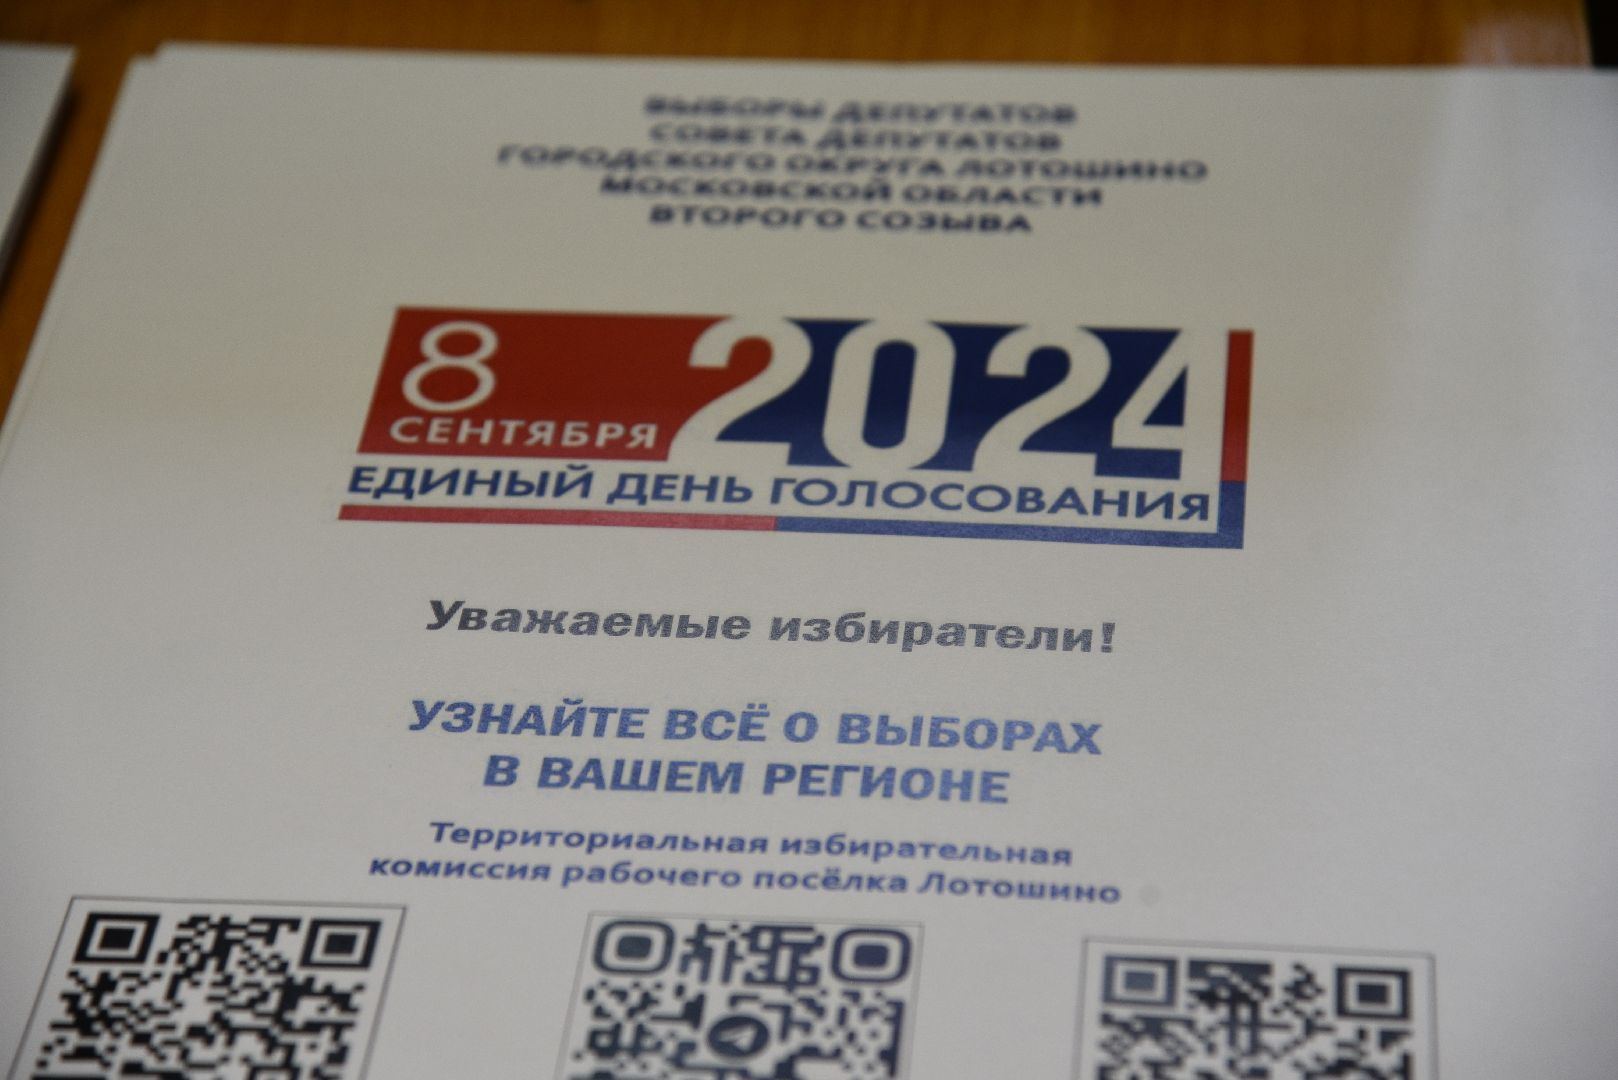 ВЫБОРЫ ДЕПУТАТОВ
СОВЕТА ДЕПУТАТОВ
ГОРОДСКОГО ОКРУГА ЛОТОШИНО
МОСКОВСКОЙ ОБЛАСТИ
ВТОРОГО СОЗЫВА
8 2024
СЕНТЯБРЯ
ЕДИНЫЙ ДЕНЬ ГОЛОСОВАНИЯ
Уважаемые избиратели!
УЗНАЙТЕ ВСЁ О ВЫБОРАХ
В ВАШЕМ РЕГИОНЕ
Территориальная избирательная
комиссия рабочего посёлка Лотошино